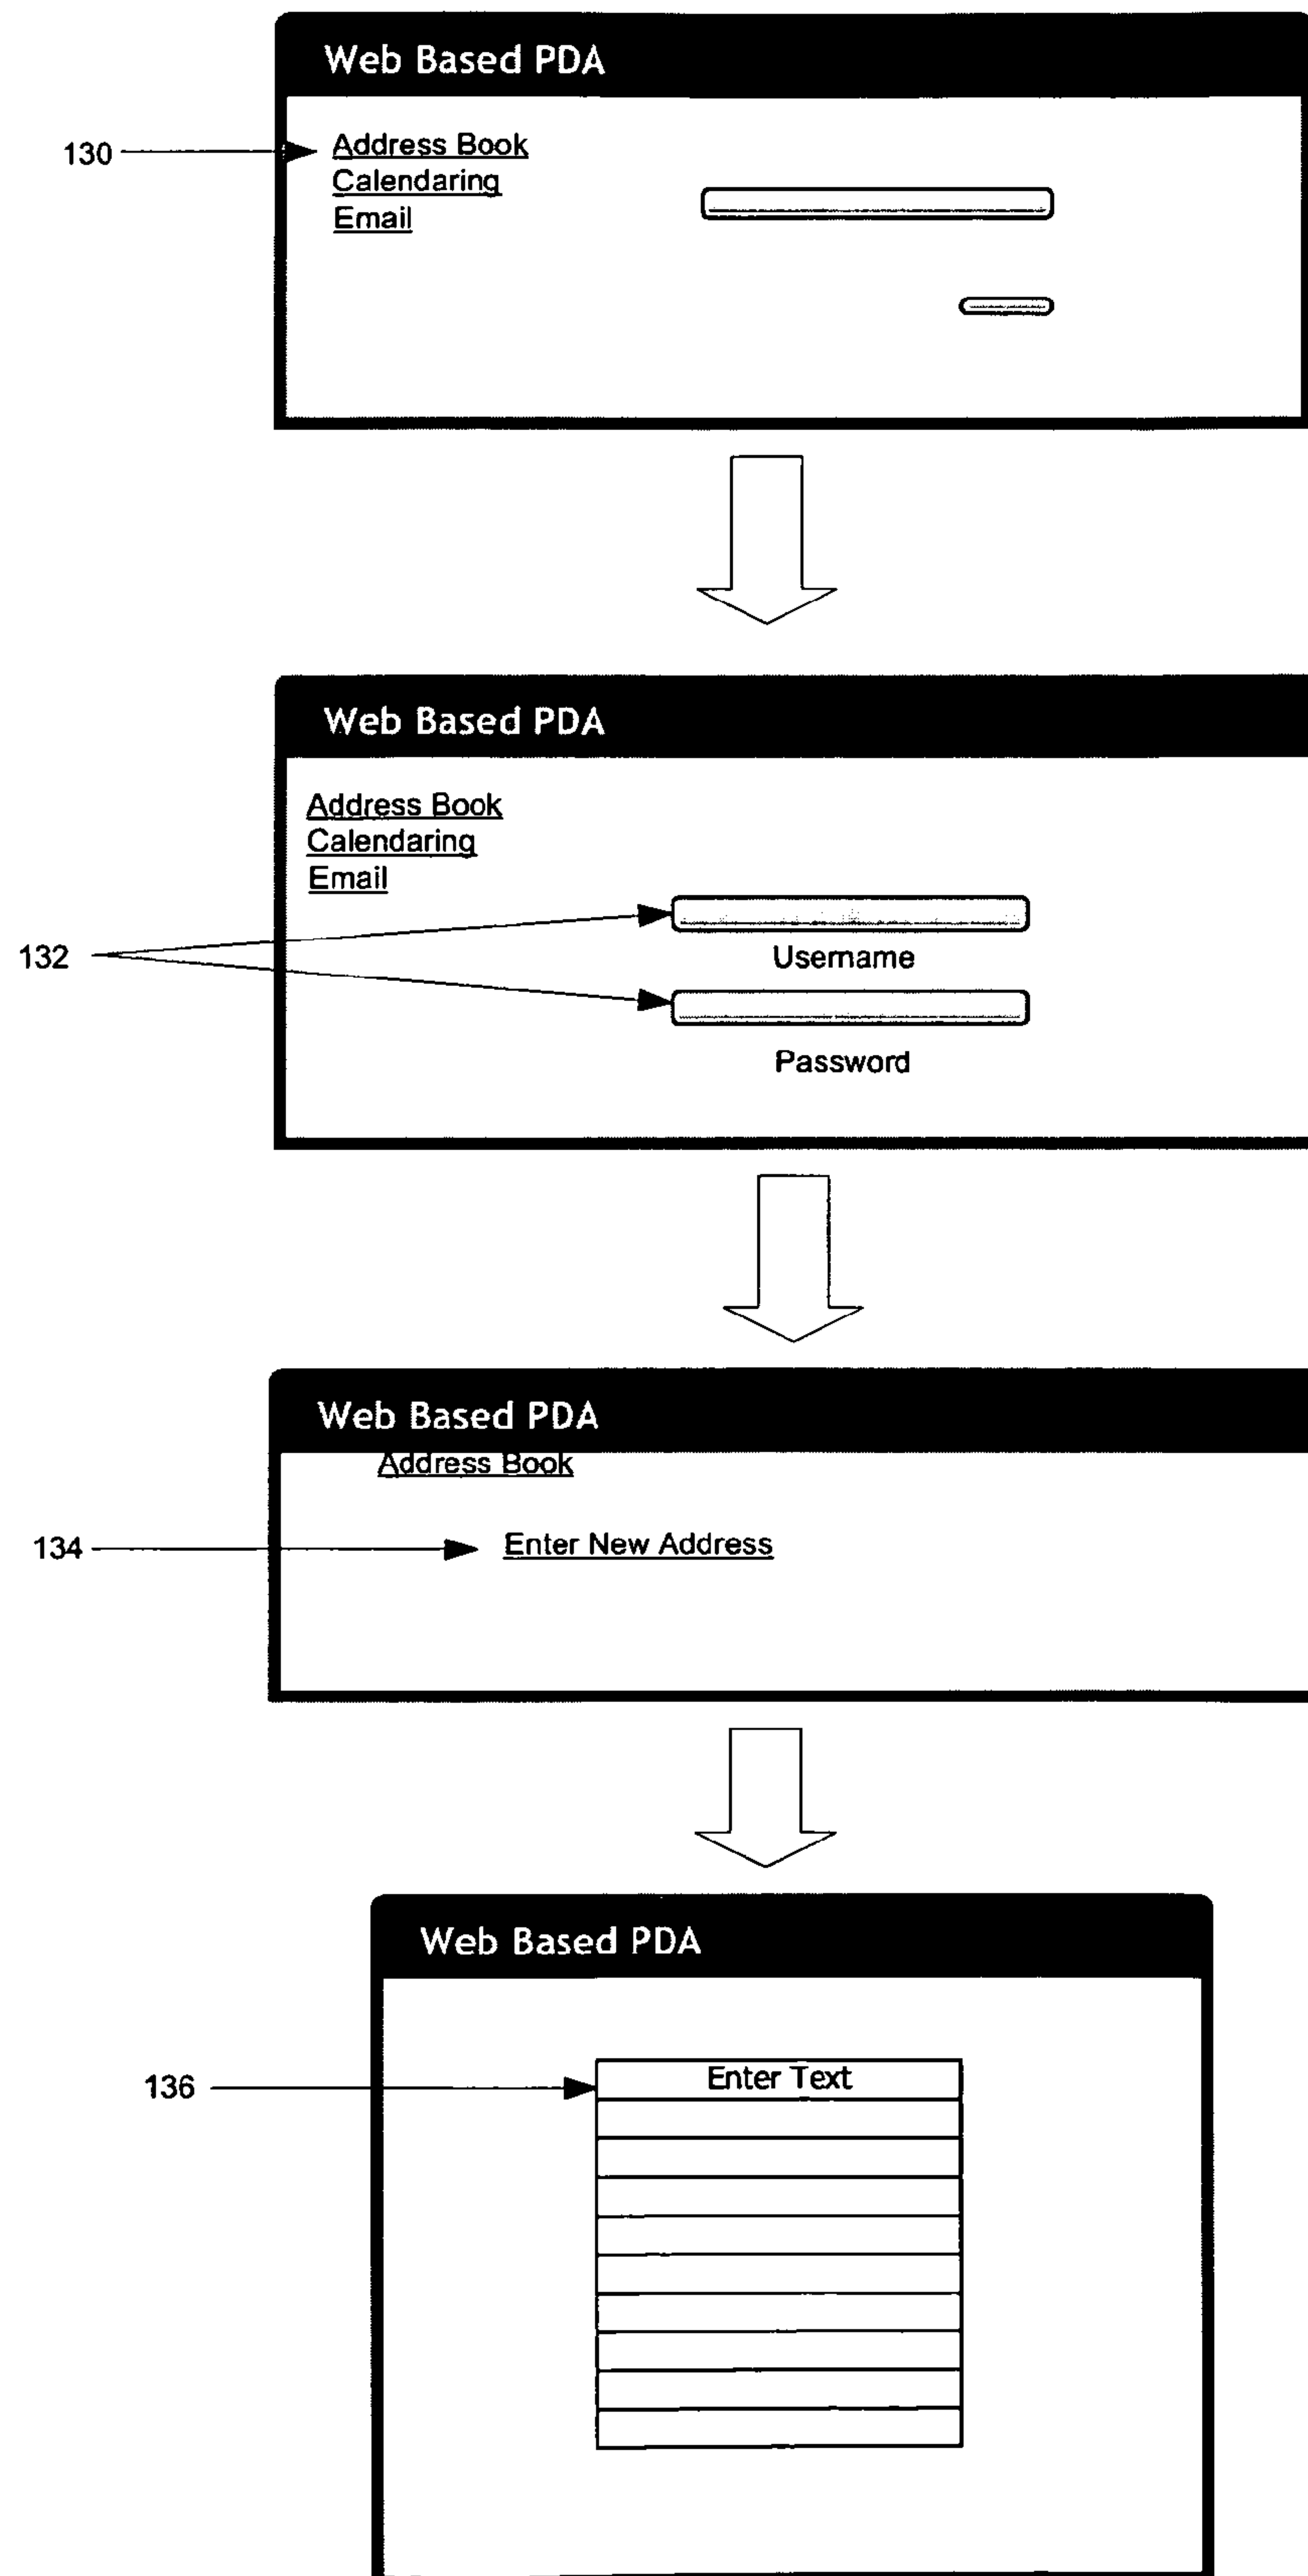 Web Based PDA
130
Address Book
Calendaring
Email
Web Based PDA
Address Book
Calendaring
Email
132
Username
Password
Web Based PDA
Address Book
134
Enter New Address
Web Based PDA
136
Enter Text